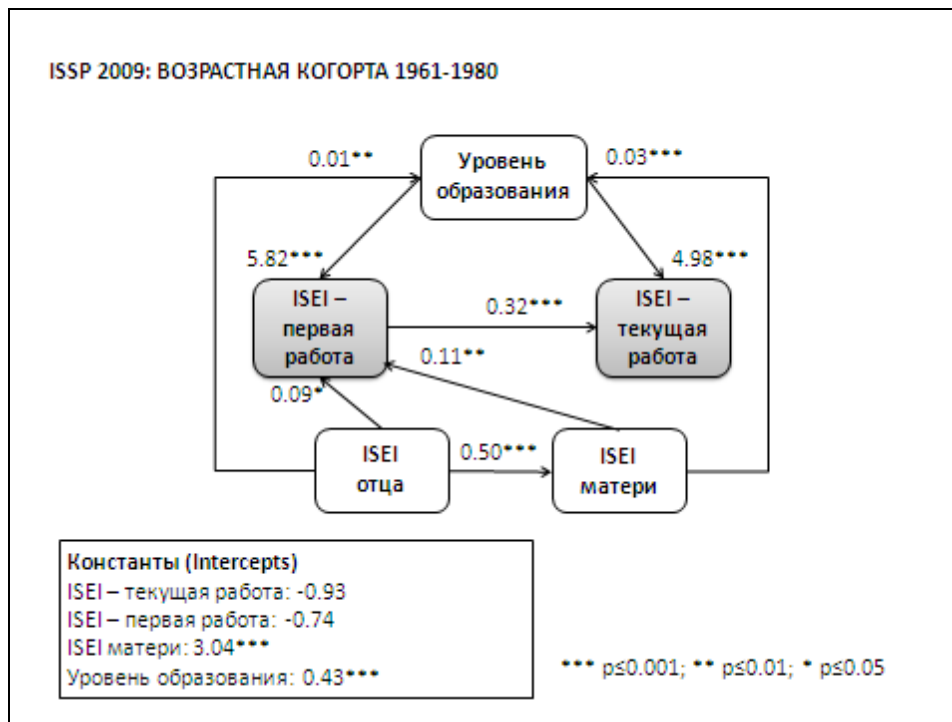 ISSP 2009: ВОЗРАСТНАЯ КОГОРТА 1961-1980
0.01**
Уровень
образования
0.03***
5.82***
4.98***
ISEI –
первая
работа
0.32***
ISEI –
текущая
работа
0.11**
0.09*
ISEI
отца
0.50***
ISEI
матери
Константы (Intercepts)
ISEI – текущая работа: -0.93
ISEI – первая работа: -0.74
ISEI матери: 3.04***
Уровень образования: 0.43***
*** p≤0.001; ** p≤0.01; * p≤0.05